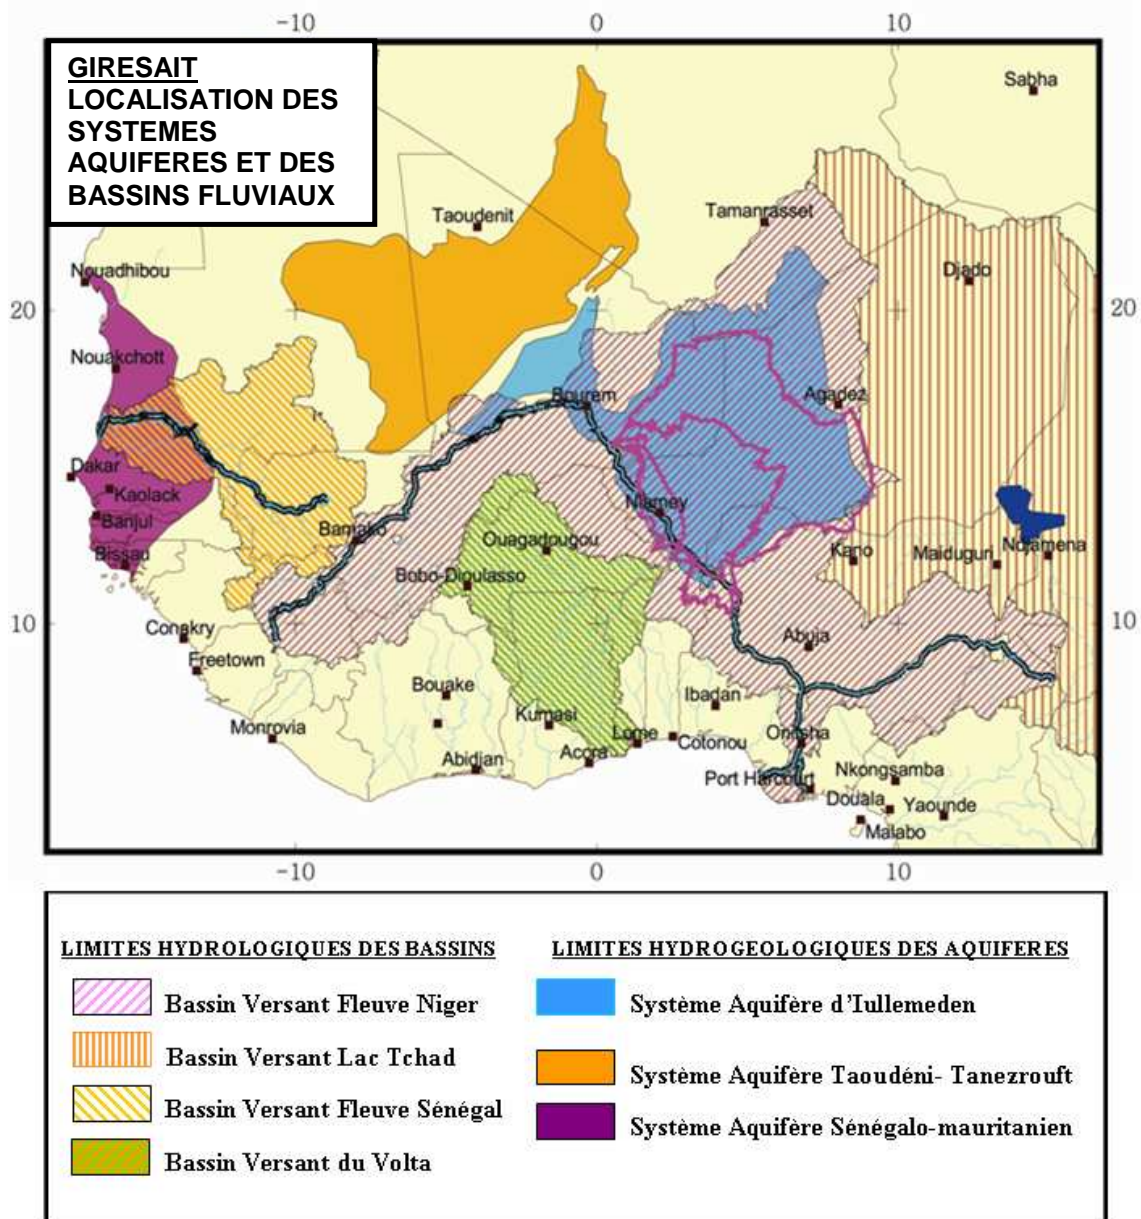 -10 0 10
GIRESAIT
LOCALISATION DES
SYSTEMES
AQUIFERES ET DES
BASSINS FLUVIAUX
Sabha
Taoudenit
Tamanrasset
Nouadhibou
Djado
20 20
Nouakchott
Agadez
Bourem
Dakar
Kaolack
Niamey
Banjul
Bamako
Ouagadougou
Bissau
Kano
Maiduguri
Ndjamena
Bobo-Dioulasso
10 10
Conakry
Abuja
Freetown
Bouake
Ibadan
Kumasi
Monrovia
Lome
Cotonou
Onitsha
Abidjan
Accra
Port Harcourt
Nkongsamba
Douala
Yaounde
Malabo
-10 0 10
LIMITES HYDROLOGIQUES DES BASSINS
Bassin Versant Fleuve Niger
Bassin Versant Lac Tchad
Bassin Versant Fleuve Sénégal
Bassin Versant du Volta
LIMITES HYDROGEOLOGIQUES DES AQUIFERES
Système Aquifère d'Iullemeden
Système Aquifère Taoudéni- Tanezrouft
Système Aquifère Sénégalo-mauritanien